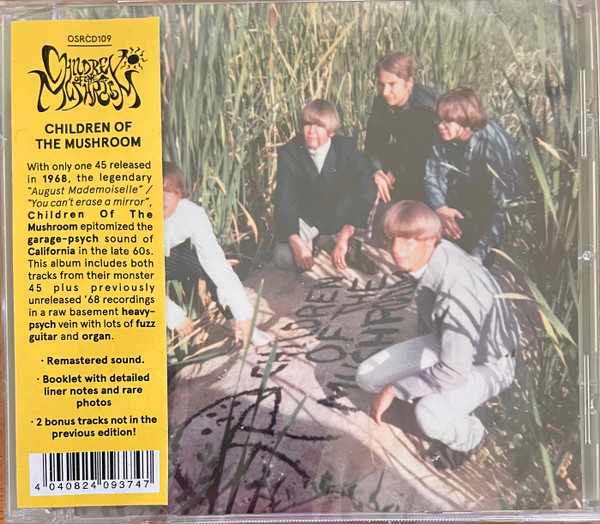 OSRCD109
CHILDREN
OF THE
MUSHROOM
CHILDREN OF
THE MUSHROOM
With only one 45 released
in 1968, the legendary
"August Mademoiselle" /
"You can't erase a mirror",
Children Of The
Mushroom epitomized the
garage-psych sound of
California in the late 60s.
This album includes both
tracks from their monster
45 plus previously
unreleased '68 recordings
in a raw basement heavy-
psych vein with lots of fuzz
guitar and organ.
· Remastered sound.
· Booklet with detailed
liner notes and rare
photos
· 2 bonus tracks not in the
previous edition!
4 040824 093747
CHILDREN
OF THE
MUSHROOM